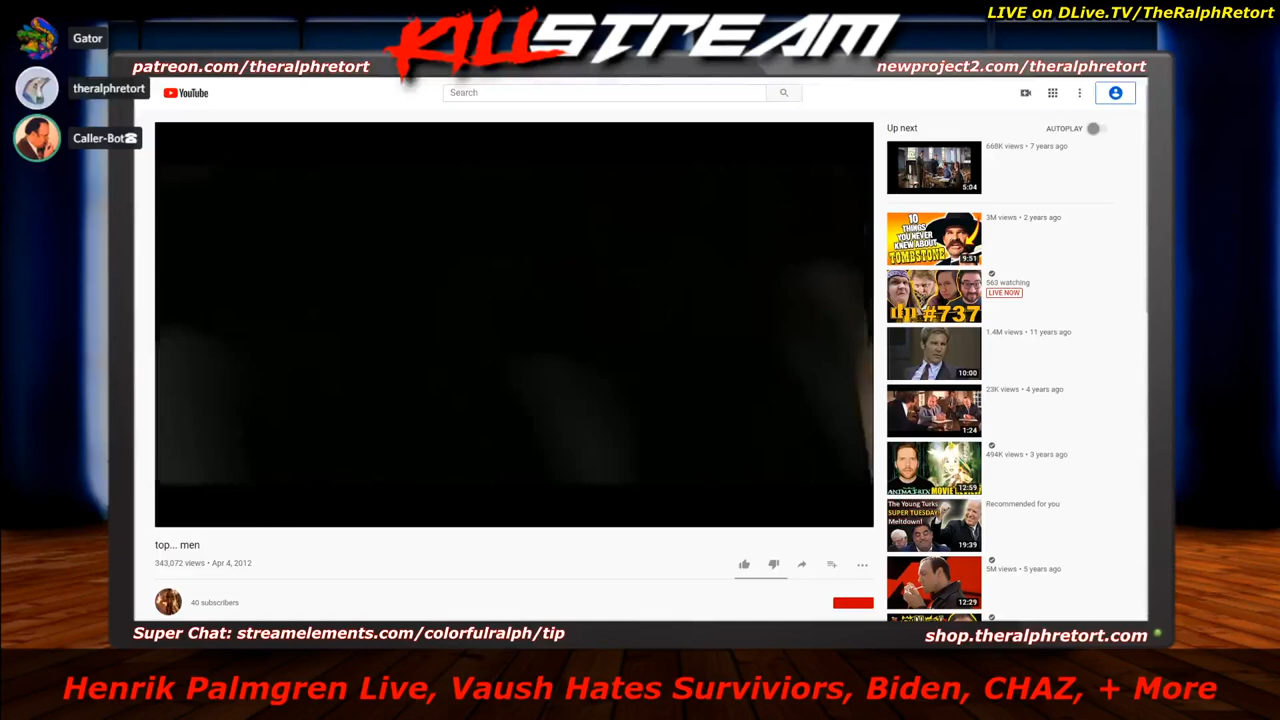 LIVE on DLive.TV/TheRalphRetort
Gator
KILLSTREAM
patreon.com/theralphretort
newproject2.com/theralphretort
theralphretort
YouTube
Search
Caller-Bot☎
Up next
AUTOPLAY
668K views • 7 years ago
5:04
3M views • 2 years ago
10
THINGS
YOU NEVER
KNEW ABOUT
TOMBSTONE
9:51
563 watching
LIVE NOW
#737
1.4M views • 11 years ago
10:00
23K views • 4 years ago
1:24
494K views • 3 years ago
ANIMATRIX MOVIE
12:59
Recommended for you
The Young Turks
SUPER TUESDAY
Meltdown!
19:39
top... men
343,072 views • Apr 4, 2012
5M views • 5 years ago
12:29
40 subscribers
Super Chat: streamelements.com/colorfulralph/tip
shop.theralphretort.com
Henrik Palmgren Live, Vaush Hates Surviviors, Biden, CHAZ, + More